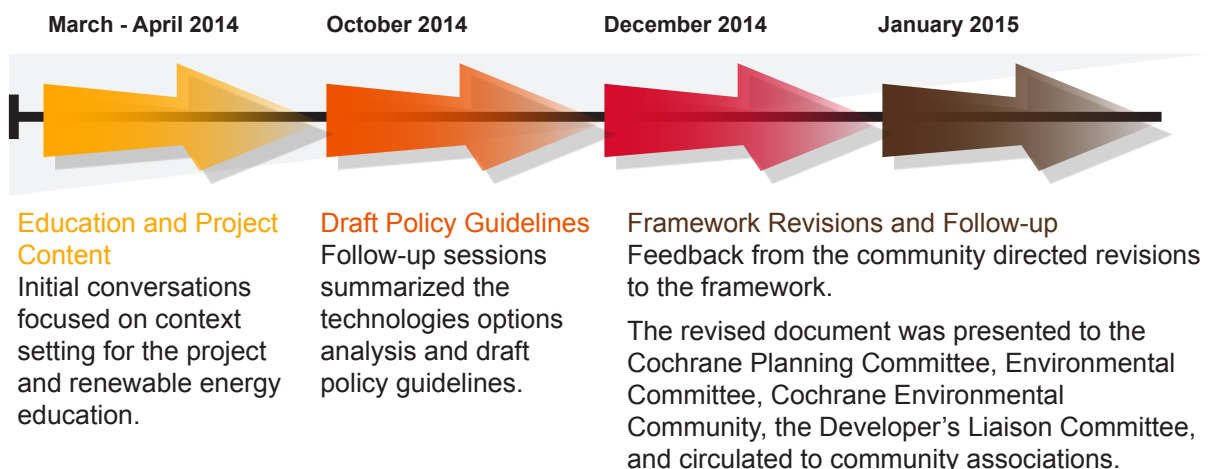 March - April 2014
October 2014
December 2014
January 2015
Education and Project
Content
Initial conversations
focused on context
setting for the project
and renewable energy
education.
Draft Policy Guidelines
Follow-up sessions
summarized the
technologies options
analysis and draft
policy guidelines.
Framework Revisions and Follow-up
Feedback from the community directed revisions
to the framework.
The revised document was presented to the
Cochrane Planning Committee, Environmental
Committee, Cochrane Environmental
Community, the Developer’s Liaison Committee,
and circulated to community associations.